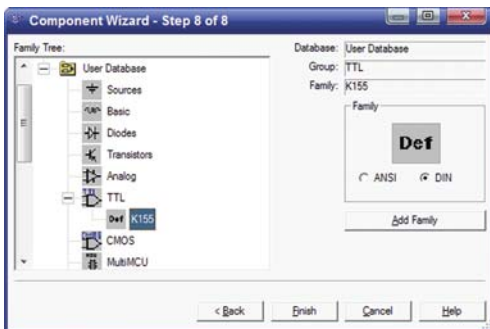 Component Wizard - Step 8 of 8
Family Tree:
User Database
Sources
Basic
Diodes
Transistors
Analog
TTL
Def K155
CMOS
MultiMCU
Database: User Database
Group: TTL
Family: K155
Family
Def
ANSI DIN
Add Family
< Back Finish Cancel Help